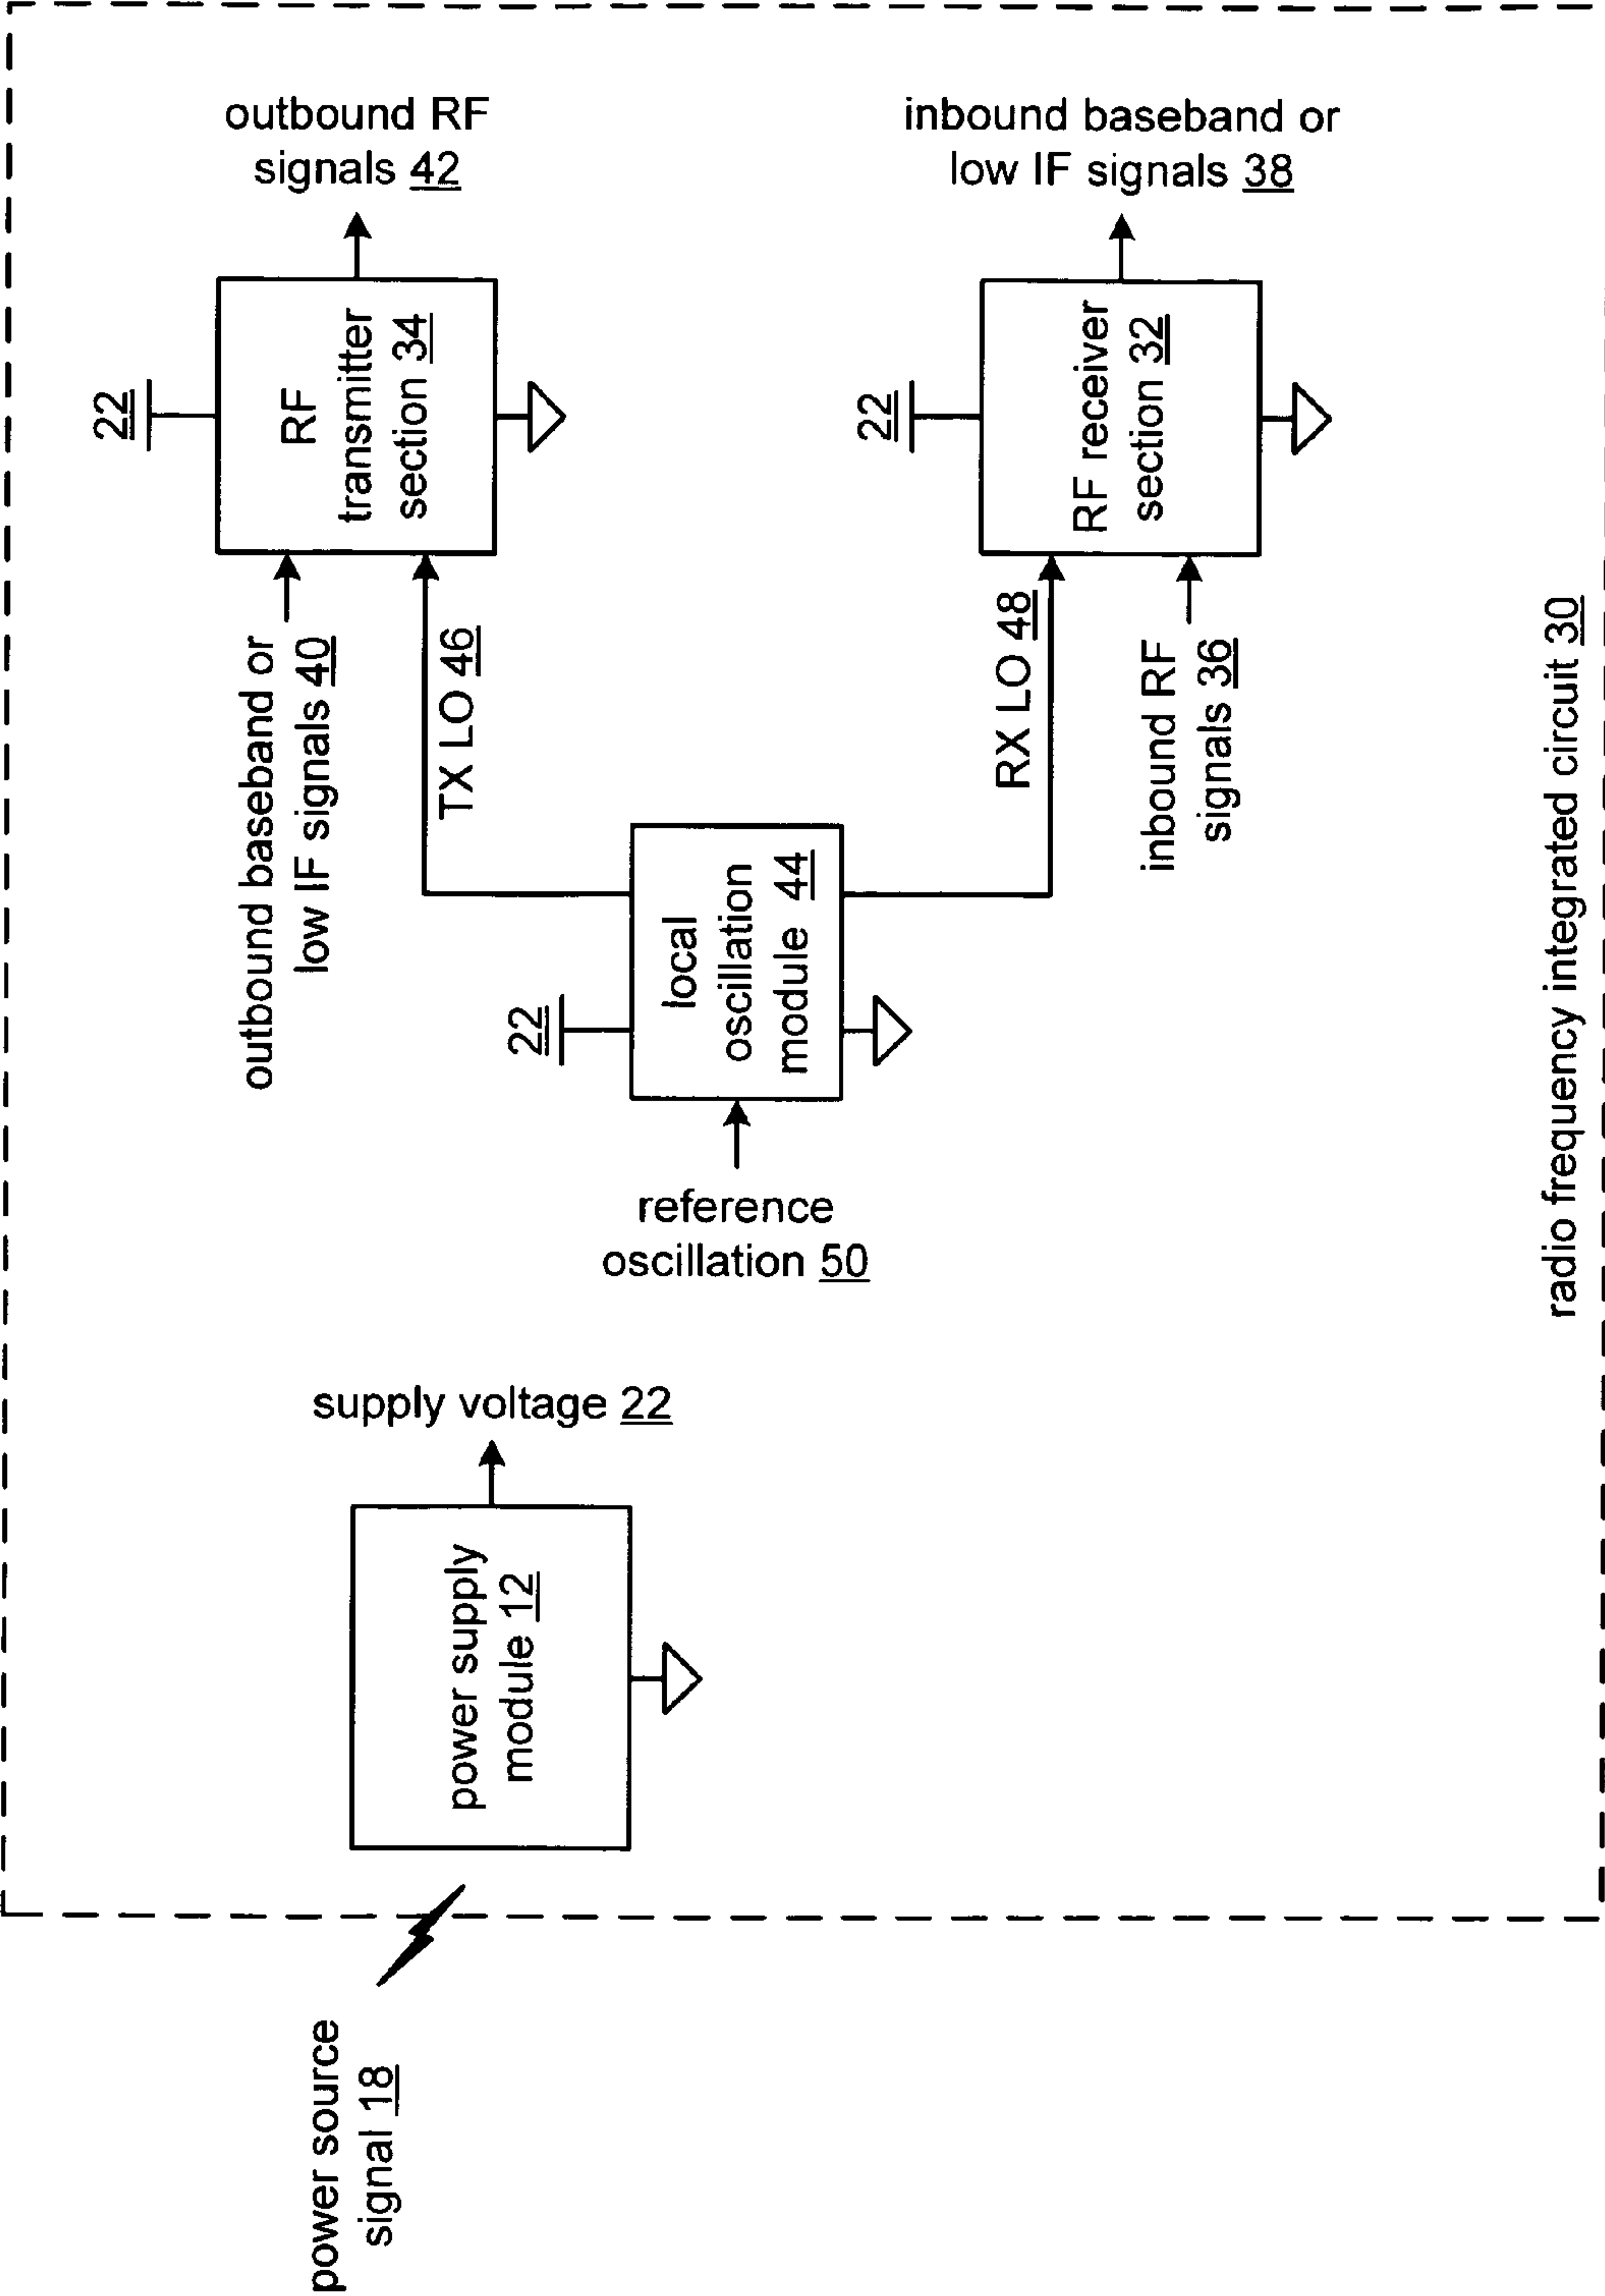 outbound RF
signals 42
inbound baseband or
low IF signals 38
22
RF
transmitter
section 34
22
RF receiver
section 32
outbound baseband or
low IF signals 40
TX LO 46
RX LO 48
inbound RF
signals 36
22
local
oscillation
module 44
reference
oscillation 50
supply voltage 22
power supply
module 12
power source
signal 18
radio frequency integrated circuit 30